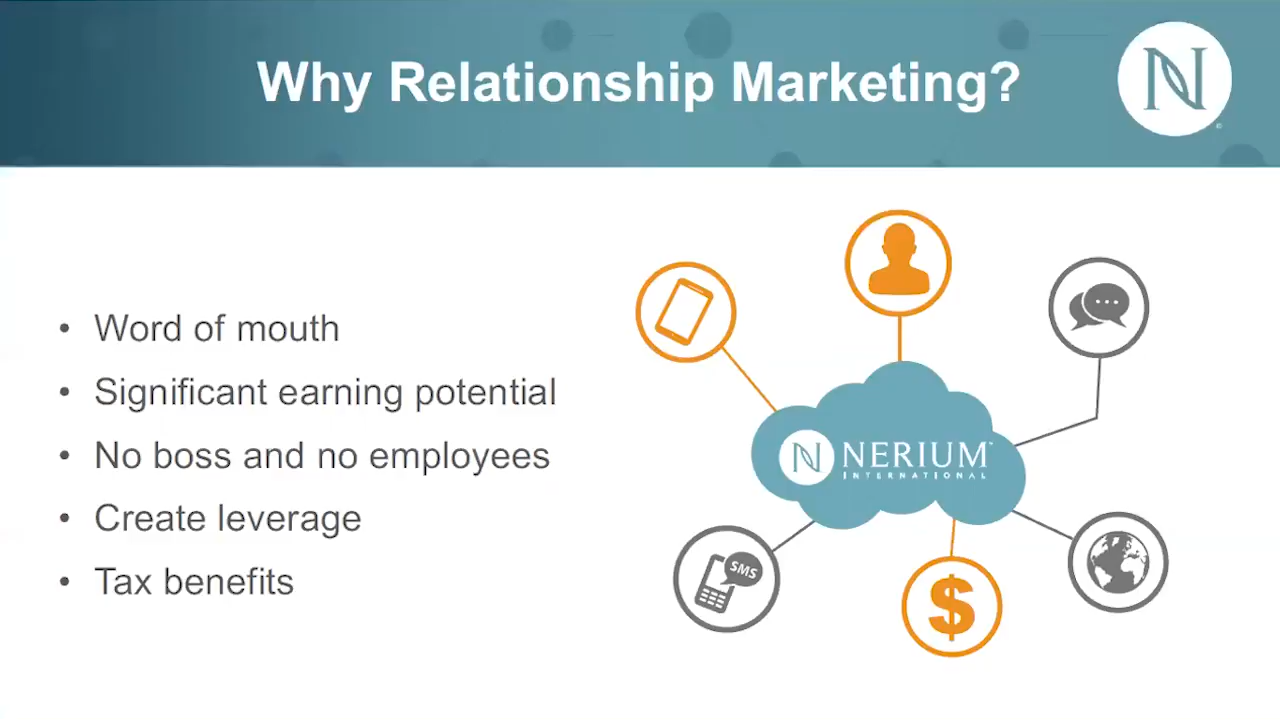 Why Relationship Marketing?
N
• Word of mouth
• Significant earning potential
• No boss and no employees
• Create leverage
• Tax benefits
N NERIUM™
INTERNATIONAL
SMS
$